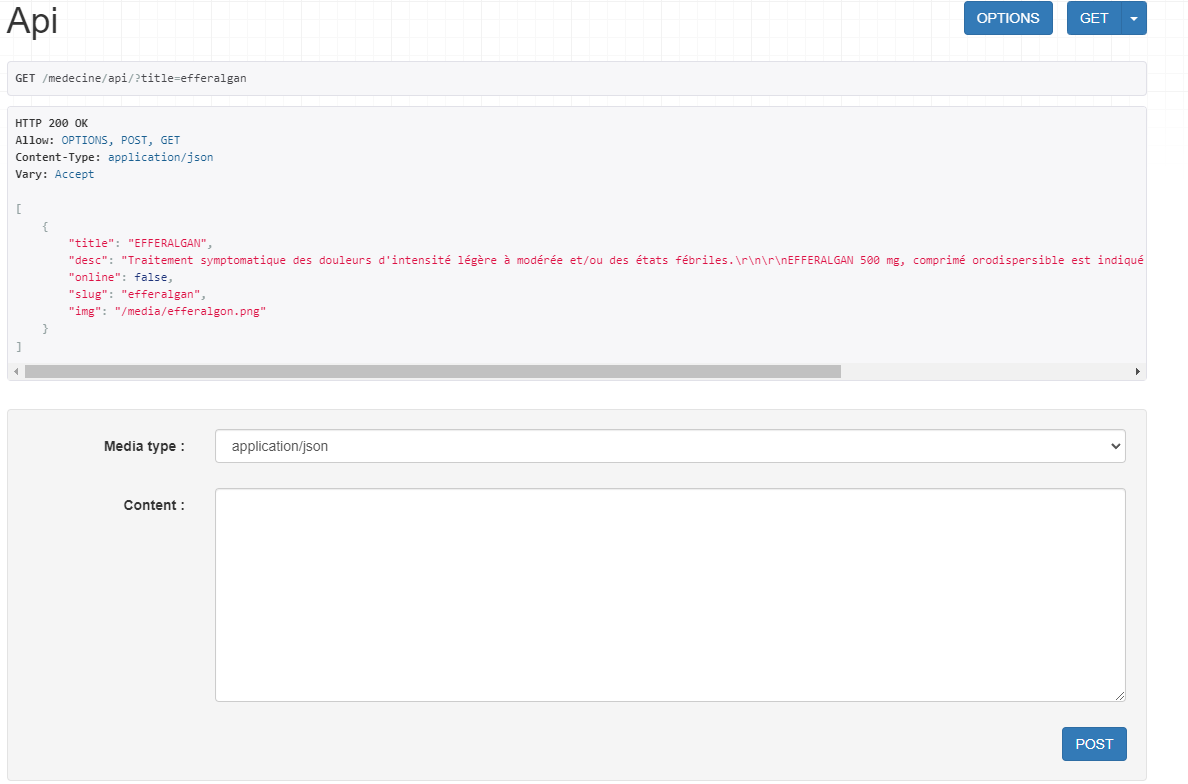 Api
OPTIONS
GET
GET /medecine/api/?title=efferalgan
HTTP 200 OK
Allow: OPTIONS, POST, GET
Content-Type: application/json
Vary: Accept
[
{
"title": "EFFERALGAN",
"desc": "Traitement symptomatique des douleurs d'intensité légère à modérée et/ou des états fébriles.\r\n\r\nEFFERALGAN 500 mg, comprimé orodispersible est indiqué
"online": false,
"slug": "efferalgan",
"img": "/media/efferalgon.png"
}
]
Media type :
application/json
Content :
POST